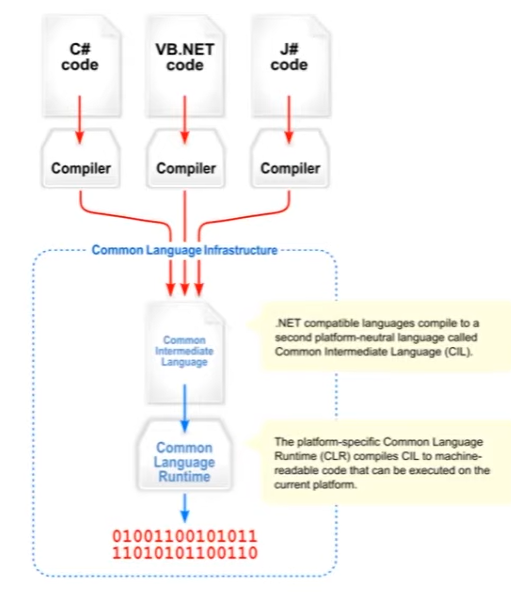 C#
code
VB.NET
code
J#
code
Compiler
Compiler
Compiler
Common Language Infrastructure
Common
Intermediate
Language
.NET compatible languages compile to a
second platform-neutral language called
Common Intermediate Language (CIL).
Common
Language
Runtime
The platform-specific Common Language
Runtime (CLR) compiles CIL to machine-
readable code that can be executed on the
current platform.
01001100101011
11010101100110